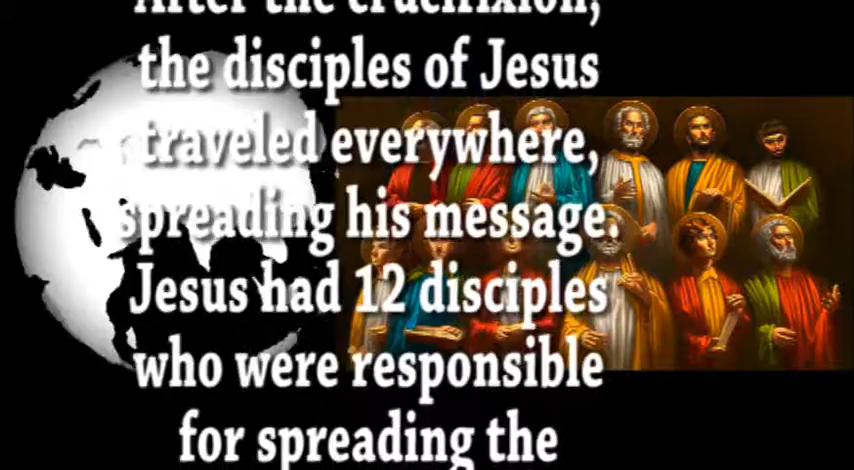 After the crucifixion,
the disciples of Jesus
traveled everywhere,
spreading his message.
Jesus had 12 disciples
who were responsible
for spreading the